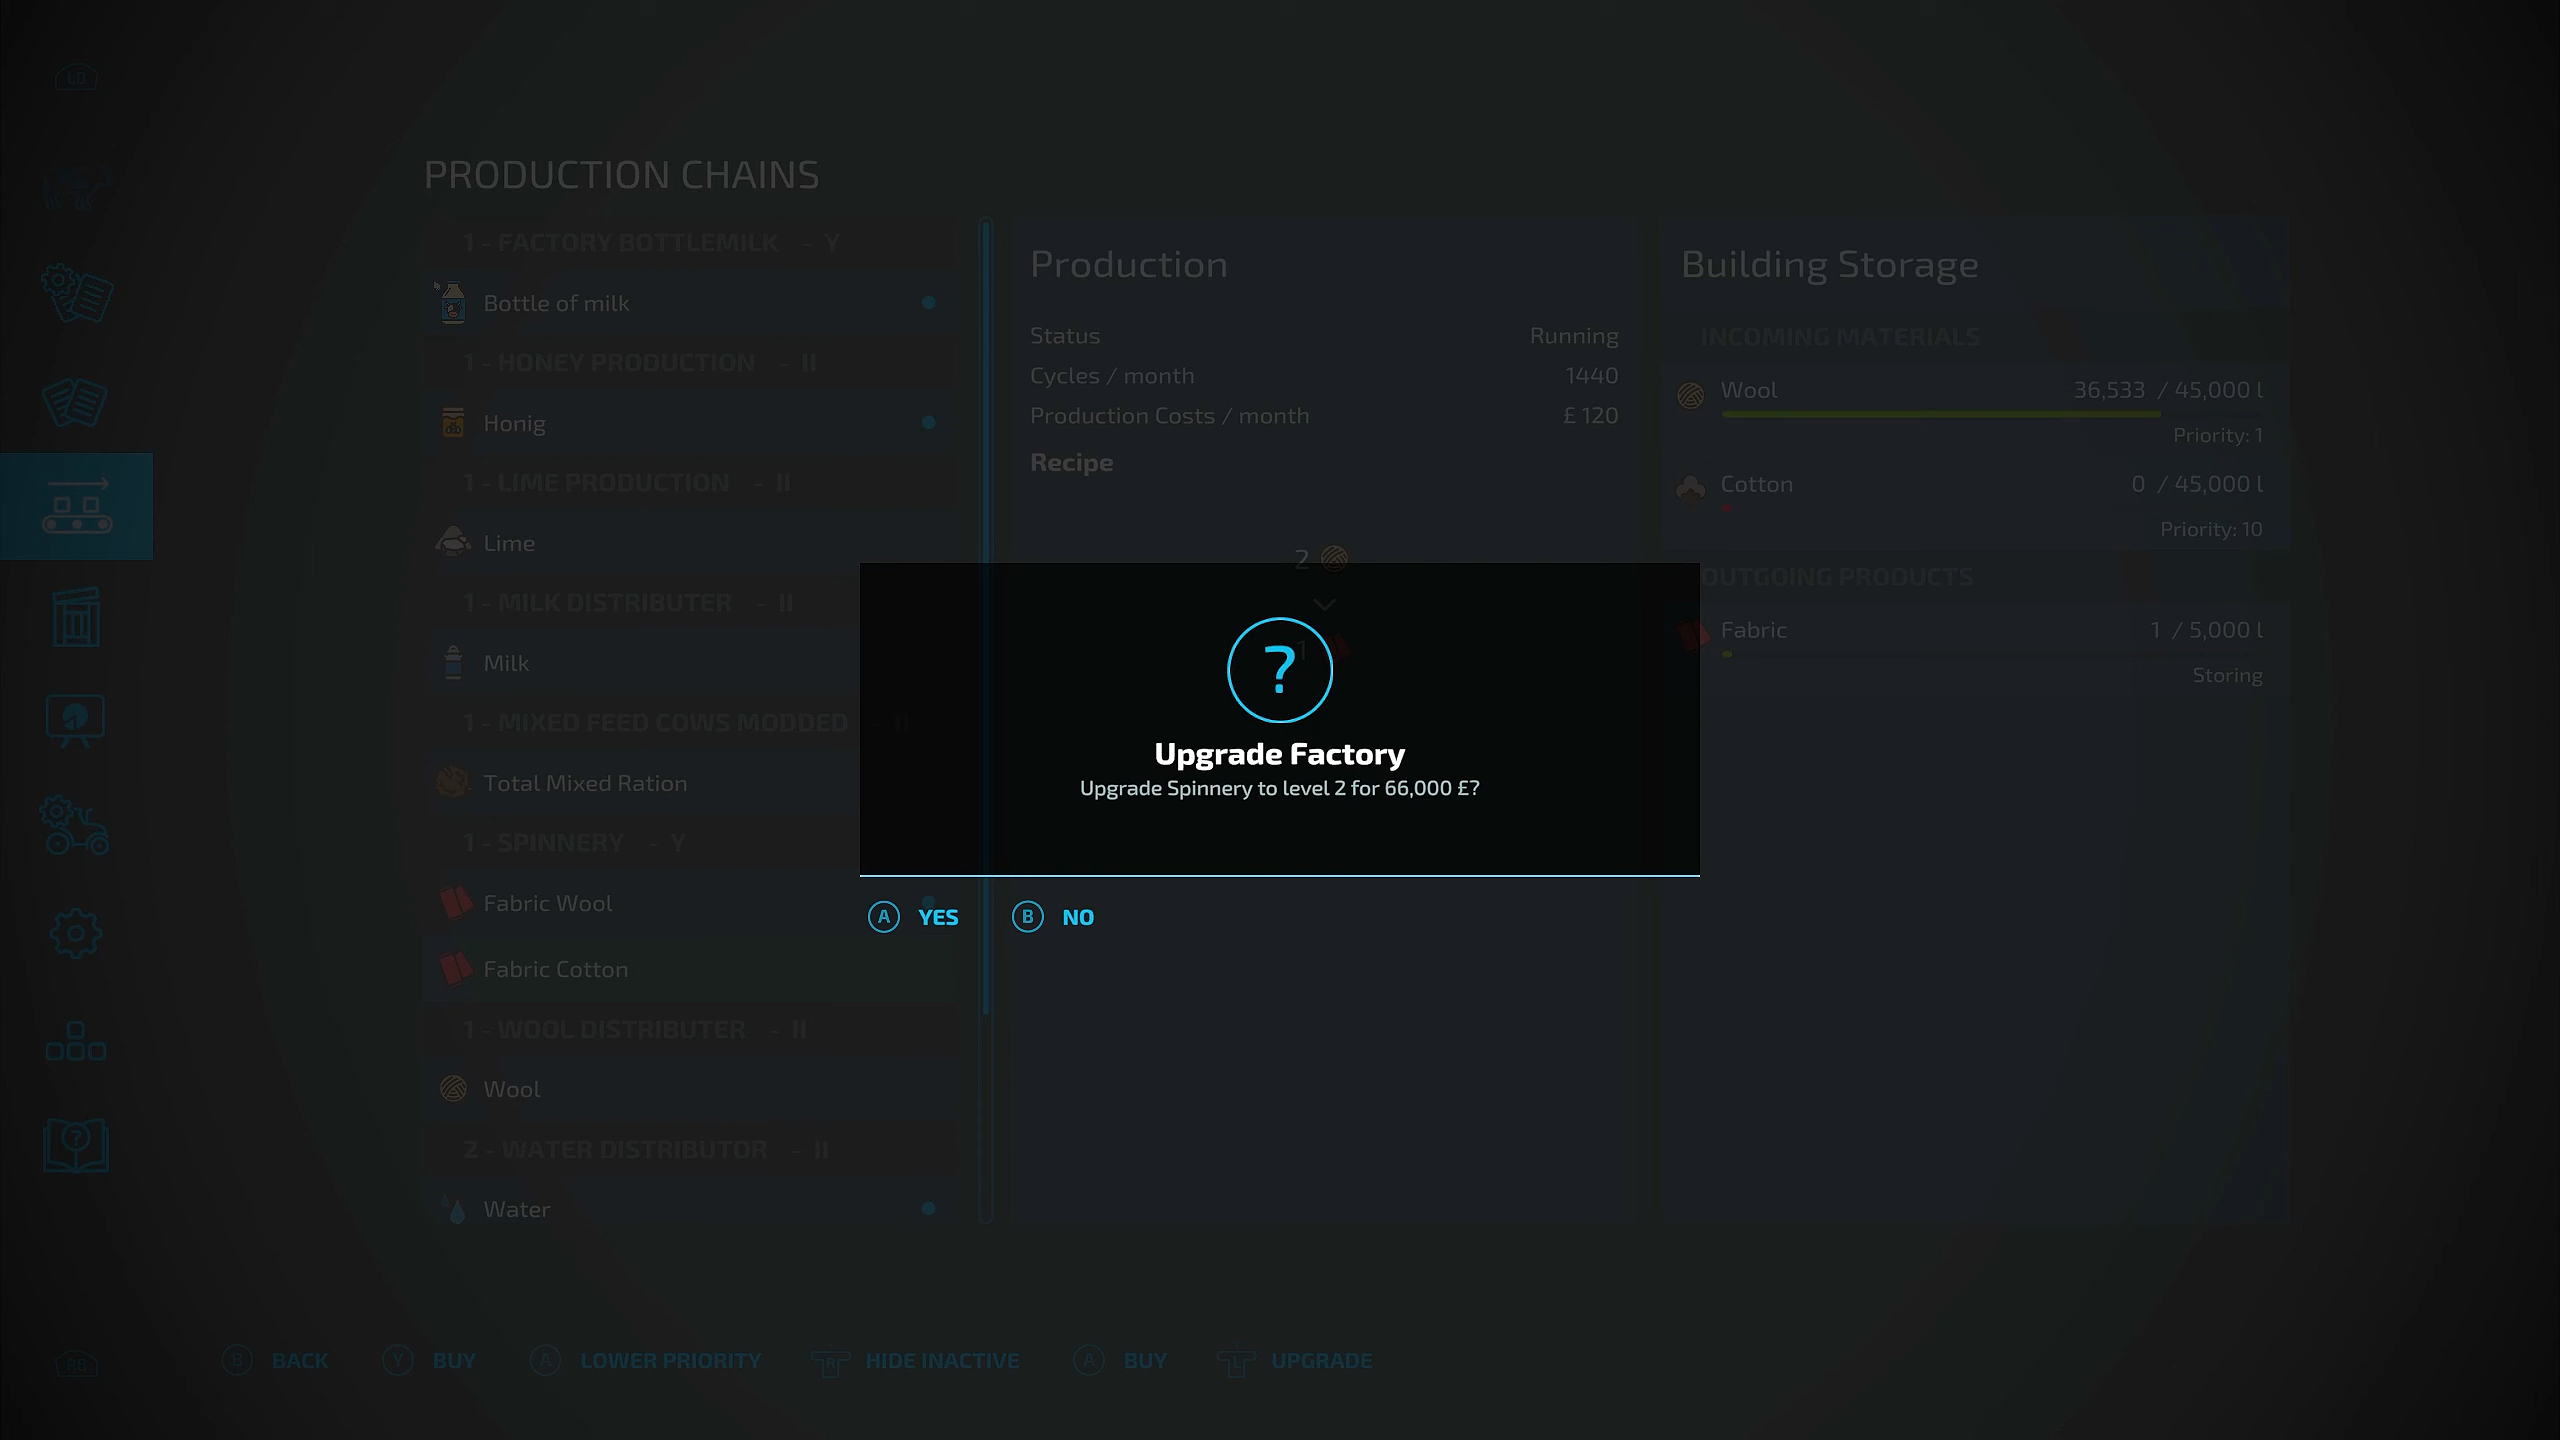 LB
PRODUCTION CHAINS
1 - FACTORY BOTTLEMILK - Y
Bottle of milk
1 - HONEY PRODUCTION - II
Honig
1 - LIME PRODUCTION - II
Lime
1 - MILK DISTRIBUTER - II
Milk
1 - MIXED FEED COWS MODDED - II
Total Mixed Ration
1 - SPINNERY - Y
Fabric Wool
Fabric Cotton
1 - WOOL DISTRIBUTER - II
Wool
2 - WATER DISTRIBUTOR - II
Water
Production
Status Running
Cycles / month 1440
Production Costs / month £ 120
Recipe
2
1
Building Storage
INCOMING MATERIALS
Wool 36,533 / 45,000 l
Priority: 1
Cotton 0 / 45,000 l
Priority: 10
OUTGOING PRODUCTS
Fabric 1 / 5,000 l
Storing
?
Upgrade Factory
Upgrade Spinnery to level 2 for 66,000 £?
A YES B NO
RB
B BACK Y BUY A LOWER PRIORITY R HIDE INACTIVE A BUY L UPGRADE